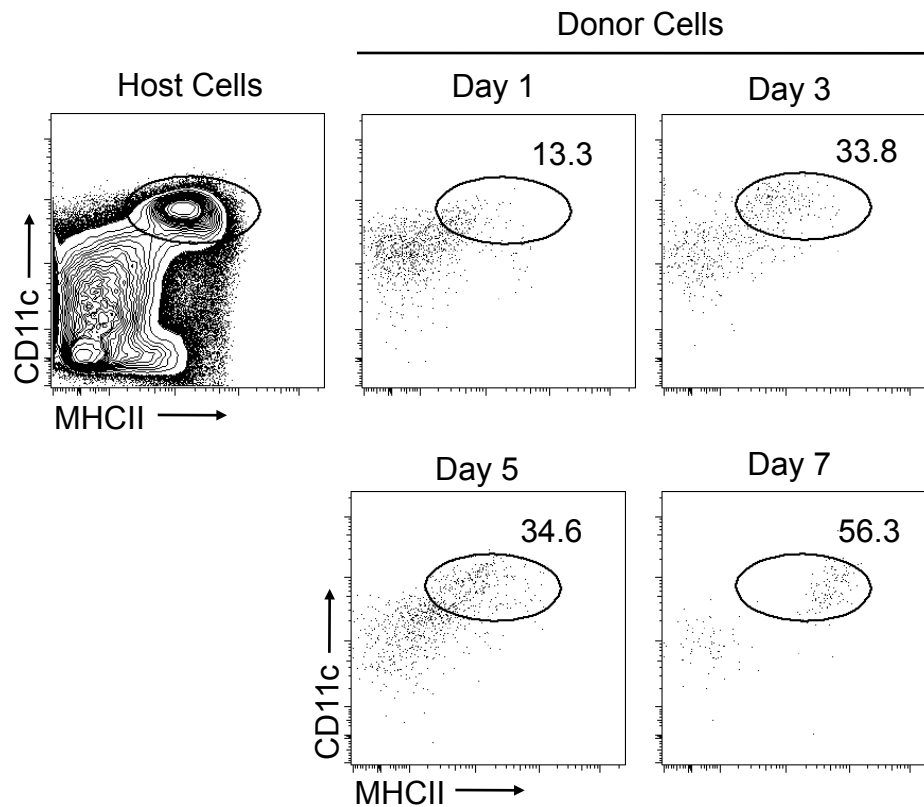 Donor Cells
Host Cells
Day 1
Day 3
13.3
33.8
CD11c
MHCII
Day 5
Day 7
34.6
56.3
CD11c
MHCII